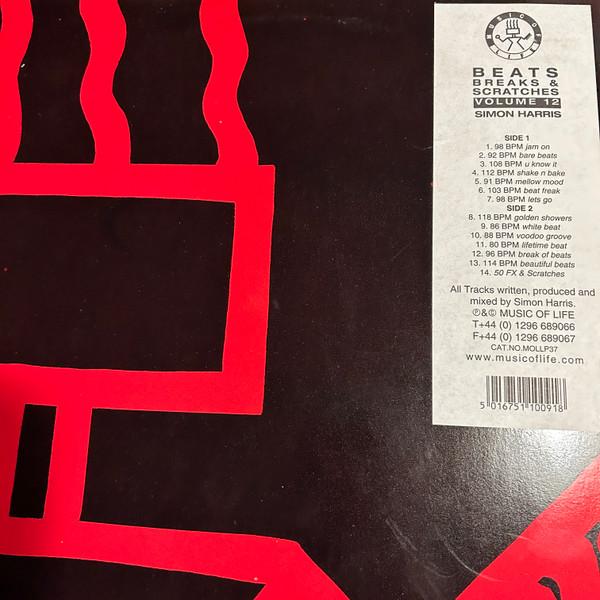 MUSIC OF LIFE
BEATS
BREAKS &
SCRATCHES
VOLUME 12
SIMON HARRIS
SIDE 1
1. 98 BPM jam on
2. 92 BPM bare beats
3. 108 BPM u know it
4. 112 BPM shake n bake
5. 91 BPM mellow mood
6. 103 BPM beat freak
7. 98 BPM lets go
SIDE 2
8. 118 BPM golden showers
9. 86 BPM white beat
10. 88 BPM voodoo groove
11. 80 BPM lifetime beat
12. 96 BPM break of beats
13. 114 BPM beautiful beats
14. 50 FX & Scratches
All Tracks written, produced and
mixed by Simon Harris.
℗&© MUSIC OF LIFE
T+44 (0) 1296 689066
F+44 (0) 1296 689067
CAT.NO.MOLLP37
www.musicoflife.com
5 016751 100918